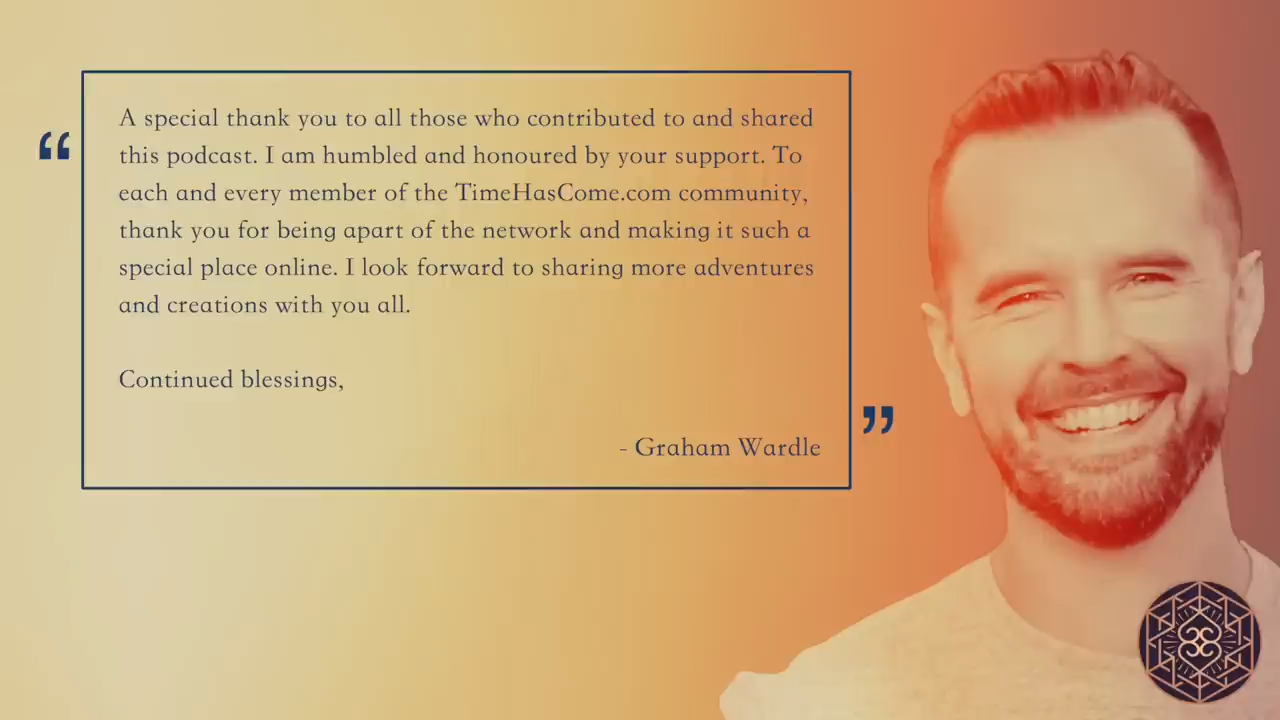 “
A special thank you to all those who contributed to and shared
this podcast. I am humbled and honoured by your support. To
each and every member of the TimeHasCome.com community,
thank you for being apart of the network and making it such a
special place online. I look forward to sharing more adventures
and creations with you all.
Continued blessings,
”
- Graham Wardle